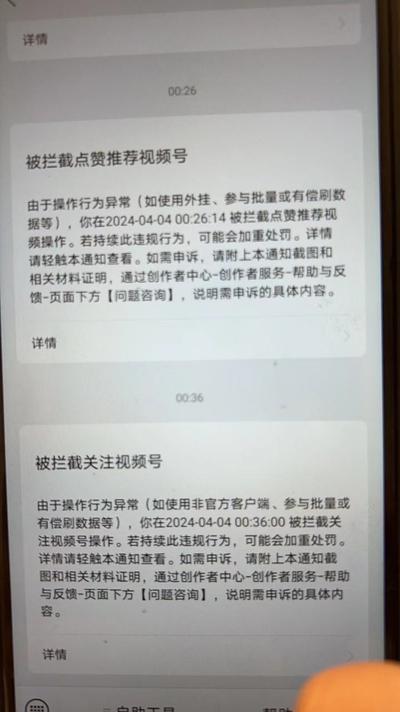 详情
00:26
被拦截点赞推荐视频号
由于操作行为异常（如使用外挂、参与批量或有偿刷数
据等），你在2024-04-04 00:26:14 被拦截点赞推荐视
频操作。若持续此违规行为，可能会加重处罚。详情
请轻触本通知查看。如需申诉，请附上本通知截图和
相关材料证明，通过创作者中心-创作者服务-帮助与反
馈-页面下方【问题咨询】，说明需申诉的具体内容。
详情
00:36
被拦截关注视频号
由于操作行为异常（如使用非官方客户端、参与批量或
有偿刷数据等），你在2024-04-04 00:36:00 被拦截关
注视频号操作。若持续此违规行为，可能会加重处罚。
详情请轻触本通知查看。如需申诉，请附上本通知截
图和相关材料证明，通过创作者中心-创作者服务-帮助
与反馈-页面下方【问题咨询】，说明需申诉的具体内
容。
详情
自助工具
帮助